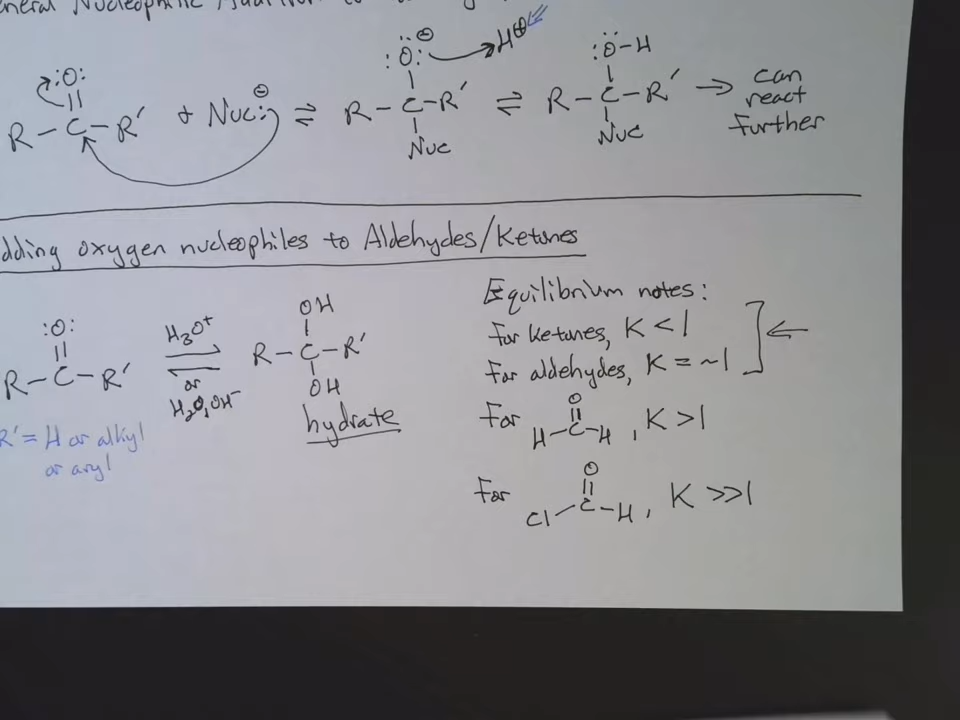 General Nucleophilic Addition to
:O:
R-C-R' + Nuc:⊖ ⇌
:Ö:⊖ → H⊕
R-C-R'
Nuc
⇌
:Ö-H
R-C-R'
Nuc
→ can
react
further
dding oxygen nucleophiles to Aldehydes/Ketones
:O:
R-C-R'
H3O+
or
H2O, OH-
OH
R-C-R'
OH
hydrate
R' = H or alkyl
or aryl
Equilibrium notes:
For ketones, K < 1
For aldehydes, K = ~1
←
For
O
H-C-H, K > 1
For
O
Cl-C-H, K >> 1